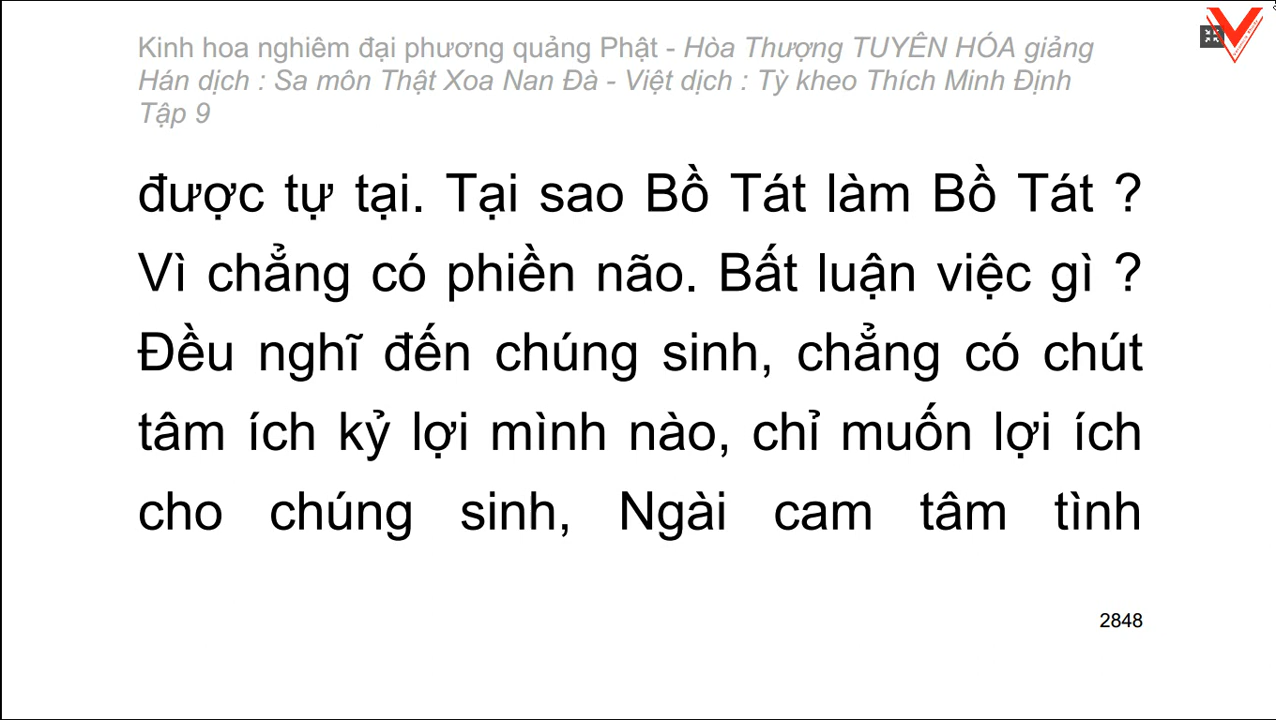 Kinh hoa nghiêm đại phương quảng Phật - Hòa Thượng TUYÊN HÓA giảng
Hán dịch : Sa môn Thật Xoa Nan Đà - Việt dịch : Tỳ kheo Thích Minh Định
Tập 9
được tự tại. Tại sao Bồ Tát làm Bồ Tát ?
Vì chẳng có phiền não. Bất luận việc gì ?
Đều nghĩ đến chúng sinh, chẳng có chút
tâm ích kỷ lợi mình nào, chỉ muốn lợi ích
cho chúng sinh, Ngài cam tâm tình
2848